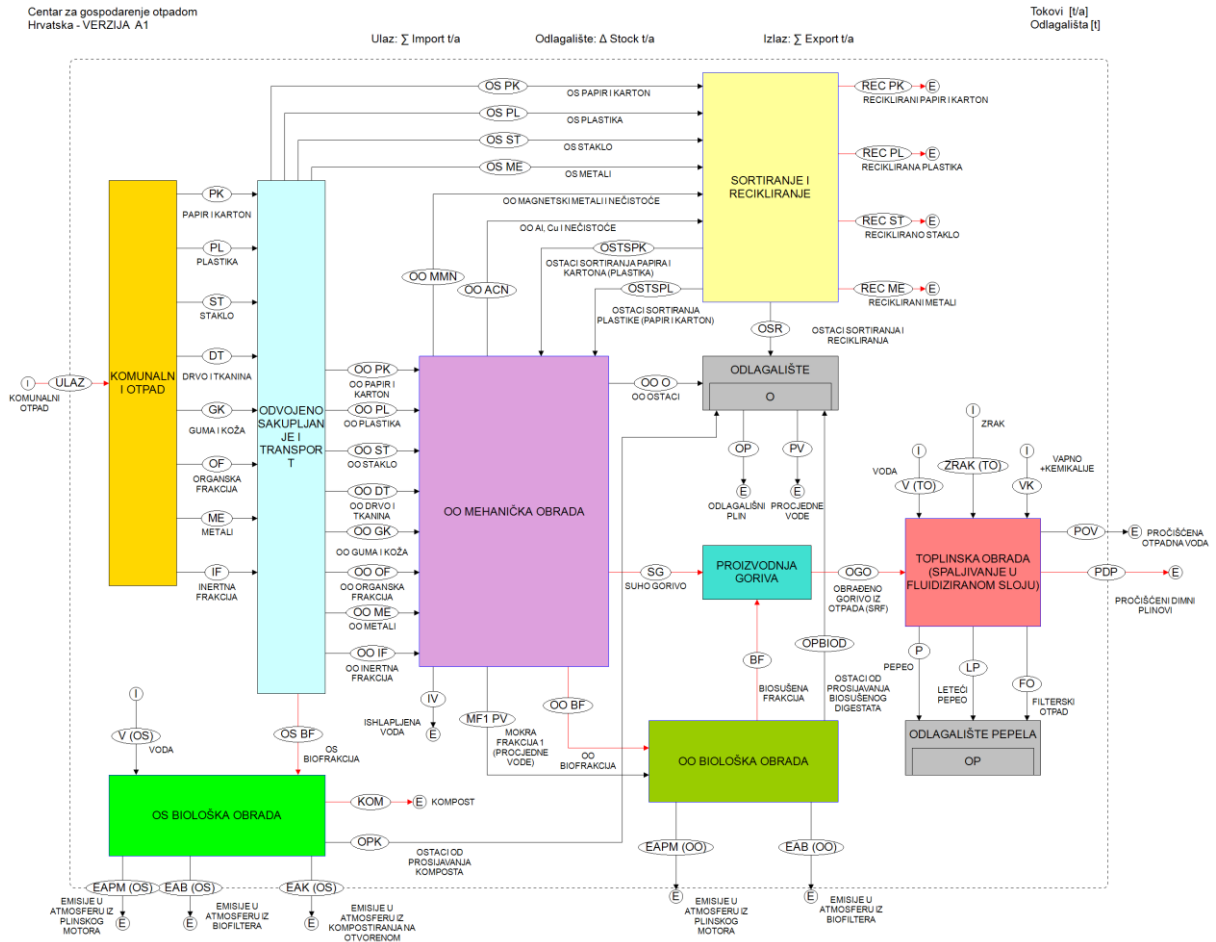 Centar za gospodarenje otpadom
Hrvatska - VERZIJA A1
Tokovi [t/a]
Odlagališta [t]
Ulaz: ∑ Import t/a
Odlagalište: Δ Stock t/a
Izlaz: ∑ Export t/a
OS PK
OS PAPIR I KARTON
OS PL
OS PLASTIKA
OS ST
OS STAKLO
OS ME
OS METALI
OO MAGNETSKI METALI I NEČISTOĆE
OO Al, Cu I NEČISTOĆE
OO MMN
OO ACN
OSTSPK
OSTACI SORTIRANJA PAPIRA I
KARTONA (PLASTIKA)
OSTSPL
OSTACI SORTIRANJA
PLASTIKE (PAPIR I KARTON)
SORTIRANJE I
RECIKLIRANJE
REC PK
E
RECIKLIRANI PAPIR I KARTON
REC PL
E
RECIKLIRANA PLASTIKA
REC ST
E
RECIKLIRANO STAKLO
REC ME
E
RECIKLIRANI METALI
OSR
OSTACI SORTIRANJA I
RECIKLIRANJA
I
ULAZ
KOMUNALNI
OTPAD
KOMUNALN
I OTPAD
PK
PAPIR I KARTON
PL
PLASTIKA
ST
STAKLO
DT
DRVO I TKANINA
GK
GUMA I KOŽA
OF
ORGANSKA
FRAKCIJA
ME
METALI
IF
INERTNA
FRAKCIJA
ODVOJENO
SAKUPLJAN
JE I
TRANSPOR
T
OO PK
OO PAPIR I
KARTON
OO PL
OO PLASTIKA
OO ST
OO STAKLO
OO DT
OO DRVO I
TKANINA
OO GK
OO GUMA I KOŽA
OO OF
OO ORGANSKA
FRAKCIJA
OO ME
OO METALI
OO IF
OO INERTNA
FRAKCIJA
OO MEHANIČKA OBRADA
OO O
OO OSTACI
ODLAGALIŠTE
O
OP
E
ODLAGALIŠNI
PLIN
PV
E
PROCJEDNE
VODE
SG
SUHO GORIVO
PROIZVODNJA
GORIVA
OGO
OBRAĐENO
GORIVO IZ
OTPADA (SRF)
I
ZRAK
ZRAK (TO)
I
VODA
V (TO)
I
VAPNO
+KEMIKALIJE
VK
TOPLINSKA OBRADA
(SPALJIVANJE U
FLUIDIZIRANOM SLOJU)
POV
E
PROČIŠĆENA
OTPADNA VODA
PDP
E
PROČIŠĆENI DIMNI
PLINOVI
P
PEPEO
LP
LETEĆI
PEPEO
FO
FILTERSKI
OTPAD
ODLAGALIŠTE PEPELA
OP
BF
BIOSUŠENA
FRAKCIJA
OPBIOD
OSTACI OD
PROSIJAVANJA
BIOSUŠENOG
DIGESTATA
IV
ISHLAPLJENA
VODA
E
MF1 PV
MOKRA
FRAKCIJA 1
(PROCJEDNE
VODE)
OO BF
OO
BIOFRAKCIJA
OO BIOLOŠKA OBRADA
EAPM (OO)
E
EMISIJE U
ATMOSFERU IZ
PLINSKOG
MOTORA
EAB (OO)
E
EMISIJE U
ATMOSFERU IZ
BIOFILTERA
I
V (OS)
VODA
OS BF
OS
BIOFRAKCIJA
OS BIOLOŠKA OBRADA
KOM
E
KOMPOST
OPK
OSTACI OD
PROSIJAVANJA
KOMPOSTA
EAPM (OS)
E
EMISIJE U
ATMOSFERU IZ
PLINSKOG
MOTORA
EAB (OS)
E
EMISIJE U
ATMOSFERU IZ
BIOFILTERA
EAK (OS)
E
EMISIJE U
ATMOSFERU IZ
KOMPOSTIRANJA NA
OTVORENOM